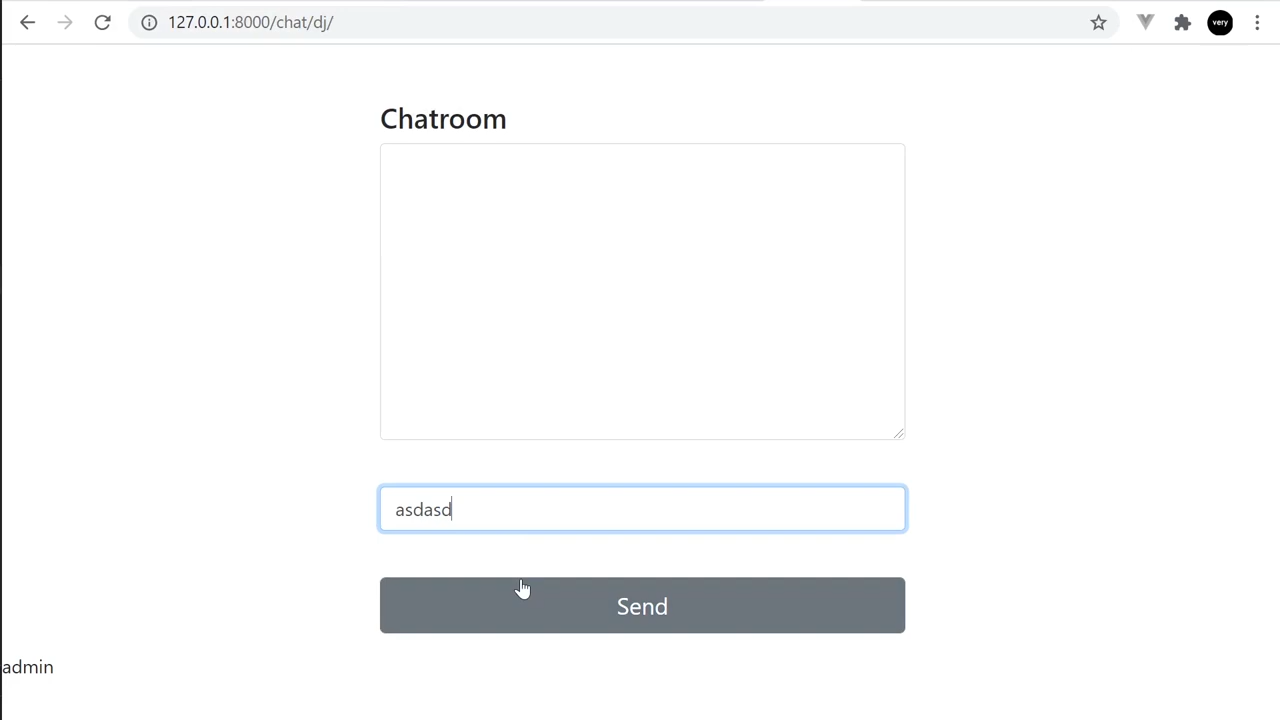 127.0.0.1:8000/chat/dj/
very
Chatroom
asdasd
Send
admin